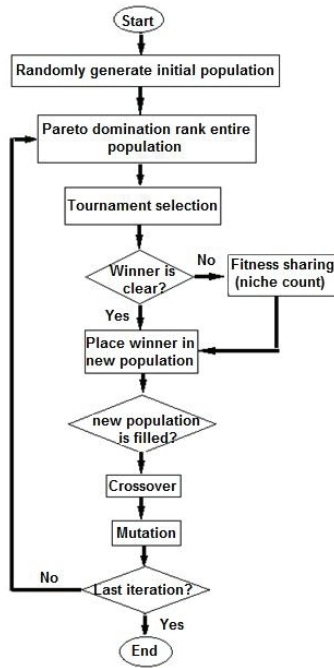 Start
Randomly generate initial population
Pareto domination rank entire
population
Tournament selection
Winner is
clear?
No
Fitness sharing
(niche count)
Yes
Place winner in
new population
new population
is filled?
Crossover
Mutation
No
Last iteration?
Yes
End